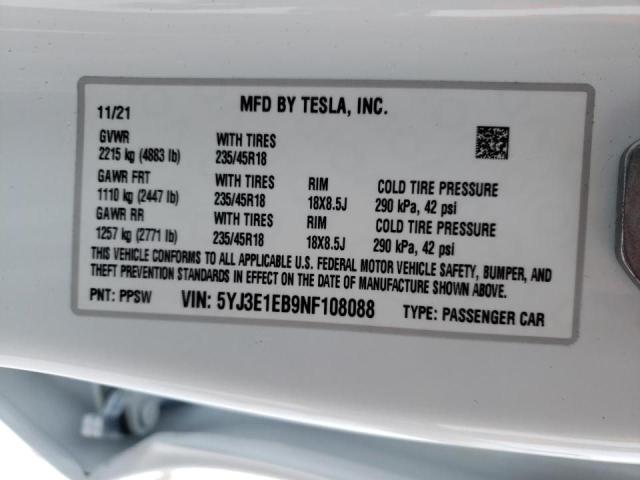 MFD BY TESLA, INC.
11/21
GVWR WITH TIRES
2215 kg (4883 lb) 235/45R18
GAWR FRT WITH TIRES RIM COLD TIRE PRESSURE
1110 kg (2447 lb) 235/45R18 18X8.5J 290 kPa, 42 psi
GAWR RR WITH TIRES RIM COLD TIRE PRESSURE
1257 kg (2771 lb) 235/45R18 18X8.5J 290 kPa, 42 psi
THIS VEHICLE CONFORMS TO ALL APPLICABLE U.S. FEDERAL MOTOR VEHICLE SAFETY, BUMPER, AND
THEFT PREVENTION STANDARDS IN EFFECT ON THE DATE OF MANUFACTURE SHOWN ABOVE.
PNT: PPSW VIN: 5YJ3E1EB9NF108088 TYPE: PASSENGER CAR